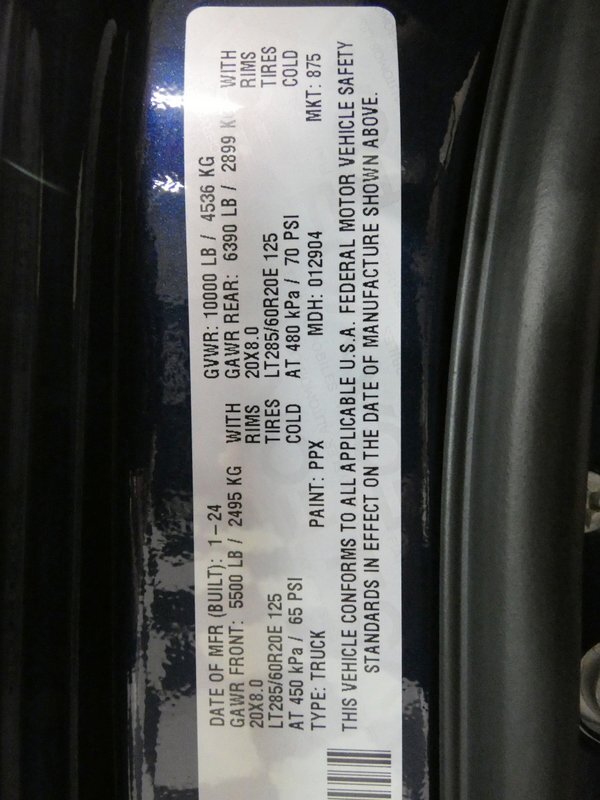 DATE OF MFR (BUILT): 1-24 GVWR: 10000 LB / 4536 KG
GAWR FRONT: 5500 LB / 2495 KG WITH GAWR REAR: 6390 LB / 2899 K WITH
20X8.0 RIMS 20X8.0 RIMS
LT285/60R20E 125 TIRES LT285/60R20E 125 TIRES
AT 450 kPa / 65 PSI COLD AT 480 kPa / 70 PSI COLD
TYPE: TRUCK PAINT: PPX MDH: 012904 MKT: 875
THIS VEHICLE CONFORMS TO ALL APPLICABLE U.S.A. FEDERAL MOTOR VEHICLE SAFETY
STANDARDS IN EFFECT ON THE DATE OF MANUFACTURE SHOWN ABOVE.